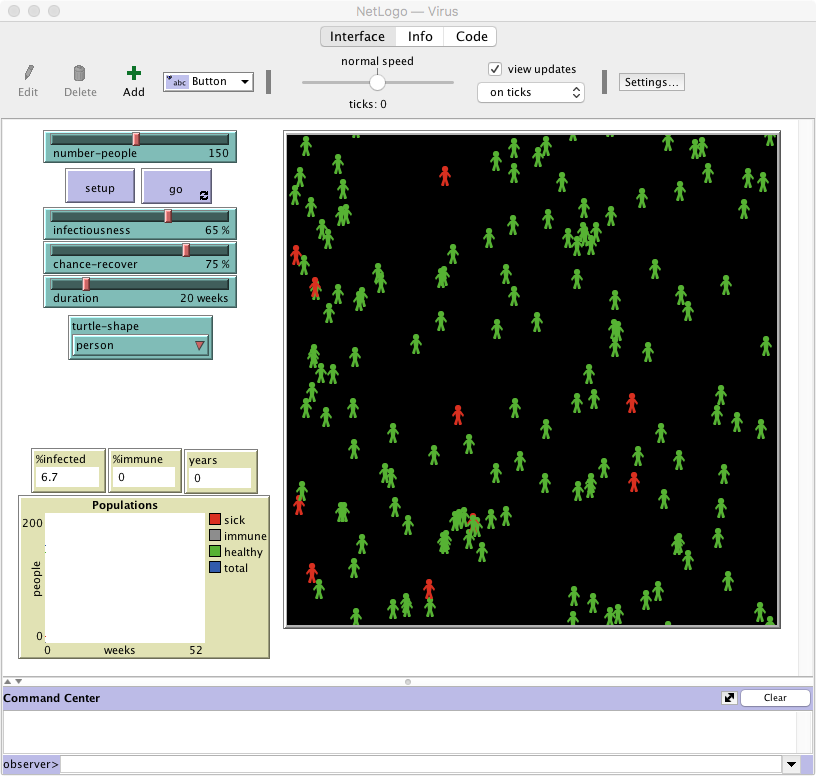 NetLogo — Virus
Interface Info Code
Edit Delete Add abc Button
normal speed
ticks: 0
view updates
on ticks
Settings...
number-people 150
setup go
infectiousness 65 %
chance-recover 75 %
duration 20 weeks
turtle-shape
person
%infected
6.7
%immune
0
years
0
Populations
200
people
0
0 weeks 52
sick
immune
healthy
total
Command Center
Clear
observer>